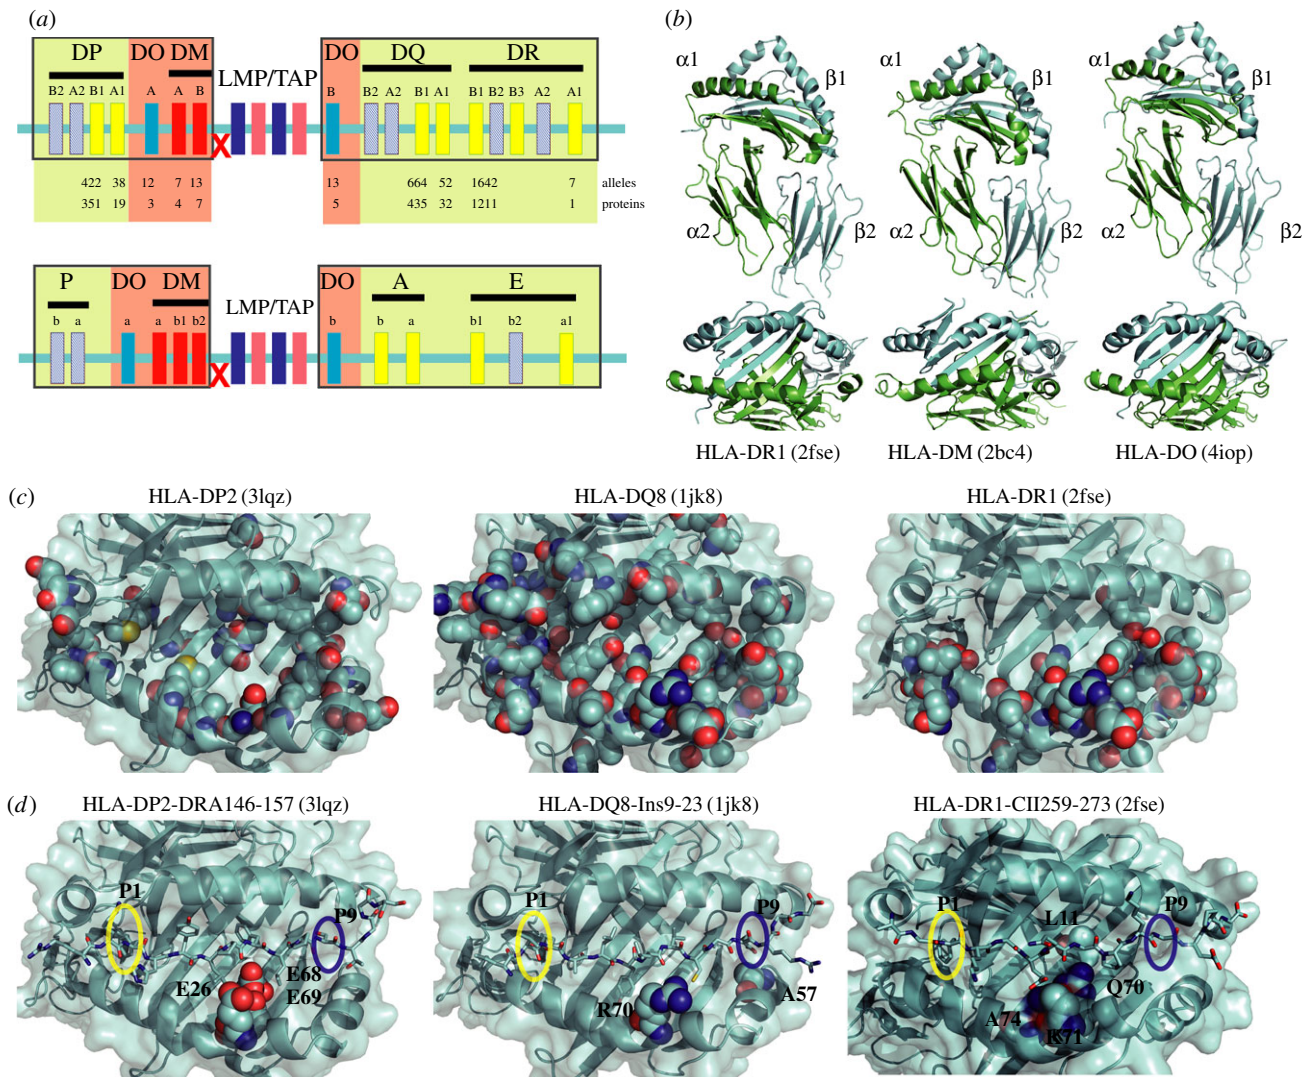 (a)
DP DO DM LMP/TAP DO DQ DR
B2 A2 B1 A1 A A B B B2 A2 B1 A1 B1 B2 B3 A2 A1
X
422 38 12 7 13 13 664 52 1642 7 alleles
351 19 3 4 7 5 435 32 1211 1 proteins
P DO DM LMP/TAP DO A E
b a a a b1 b2 b b a b1 b2 a1
X
(b)
α1 β1 α1 β1 α1 β1
α2 β2 α2 β2 α2 β2
HLA-DR1 (2fse) HLA-DM (2bc4) HLA-DO (4iop)
(c)
HLA-DP2 (3lqz) HLA-DQ8 (1jk8) HLA-DR1 (2fse)
(d)
HLA-DP2-DRA146-157 (3lqz) HLA-DQ8-Ins9-23 (1jk8) HLA-DR1-CII259-273 (2fse)
P1 P9 P1 P9 P1 L11 P9
E26 E68 R70 A57 Q70
E69 A74